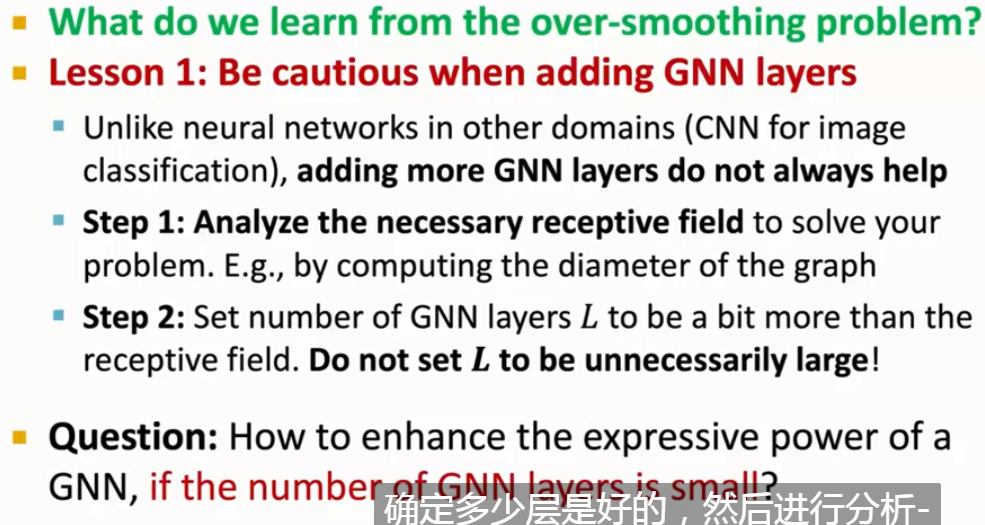 What do we learn from the over-smoothing problem?
Lesson 1: Be cautious when adding GNN layers
Unlike neural networks in other domains (CNN for image
classification), adding more GNN layers do not always help
Step 1: Analyze the necessary receptive field to solve your
problem. E.g., by computing the diameter of the graph
Step 2: Set number of GNN layers L to be a bit more than the
receptive field. Do not set L to be unnecessarily large!
Question: How to enhance the expressive power of a
GNN, if the number of GNN layers is small?
确定多少层是好的，然后进行分析-